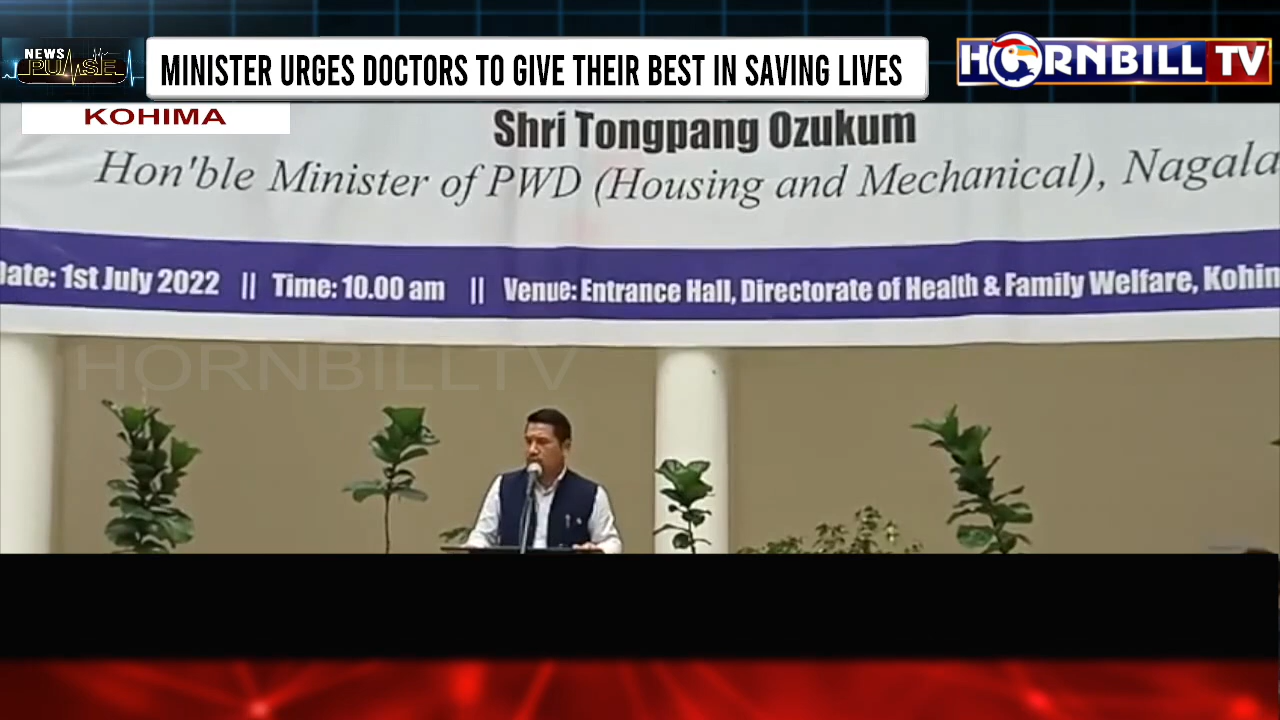 NEWS
PULSE
MINISTER URGES DOCTORS TO GIVE THEIR BEST IN SAVING LIVES
HORNBILL TV
KOHIMA
Shri Tongpang Ozukum
Hon'ble Minister of PWD (Housing and Mechanical), Nagala
Date: 1st July 2022 || Time: 10.00 am || Venue: Entrance Hall, Directorate of Health & Family Welfare, Kohim
HORNBILLTV